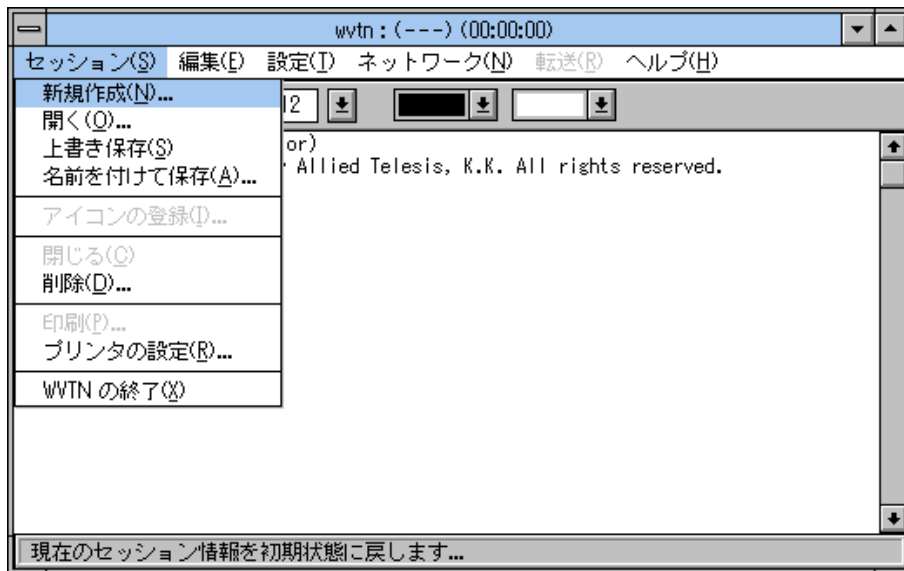 wvtn : (---) (00:00:00)
セッション(S) 編集(E) 設定(T) ネットワーク(N) 転送(R) ヘルプ(H)
新規作成(N)...
開く(O)...
上書き保存(S)
名前を付けて保存(A)...
アイコンの登録(I)...
閉じる(C)
削除(D)...
印刷(P)...
プリンタの設定(R)...
WVTN の終了(X)
12
or)
Allied Telesis, K.K. All rights reserved.
現在のセッション情報を初期状態に戻します...